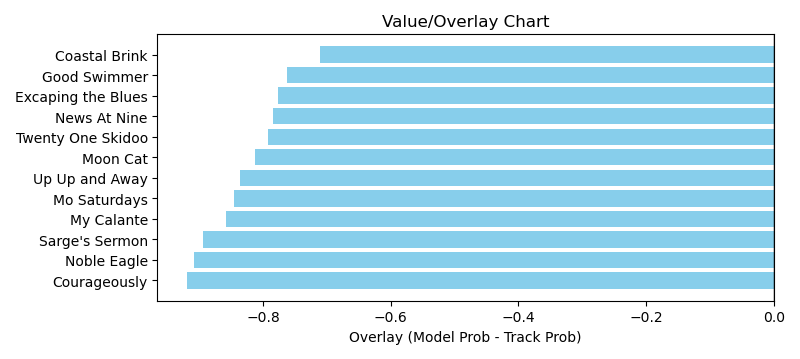 Value/Overlay Chart
Coastal Brink
Good Swimmer
Excaping the Blues
News At Nine
Twenty One Skidoo
Moon Cat
Up Up and Away
Mo Saturdays
My Calante
Sarge's Sermon
Noble Eagle
Courageously
−0.8 −0.6 −0.4 −0.2 0.0
Overlay (Model Prob - Track Prob)